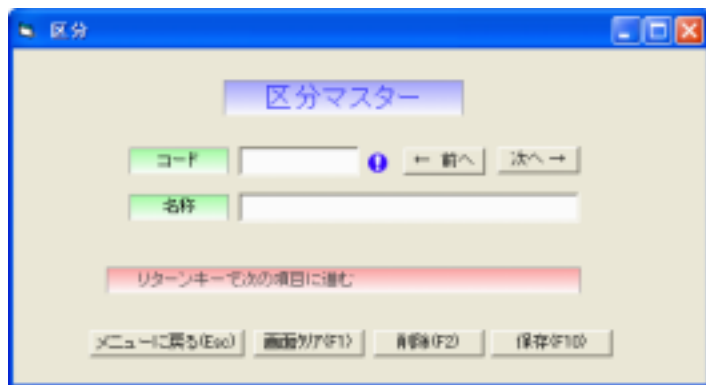 区分
区分マスター
コード ← 前へ 次へ →
名称
リターンキーで次の項目に進む
メニューに戻る(Esc) 画面クリア(F1) 削除(F2) 保存(F10)